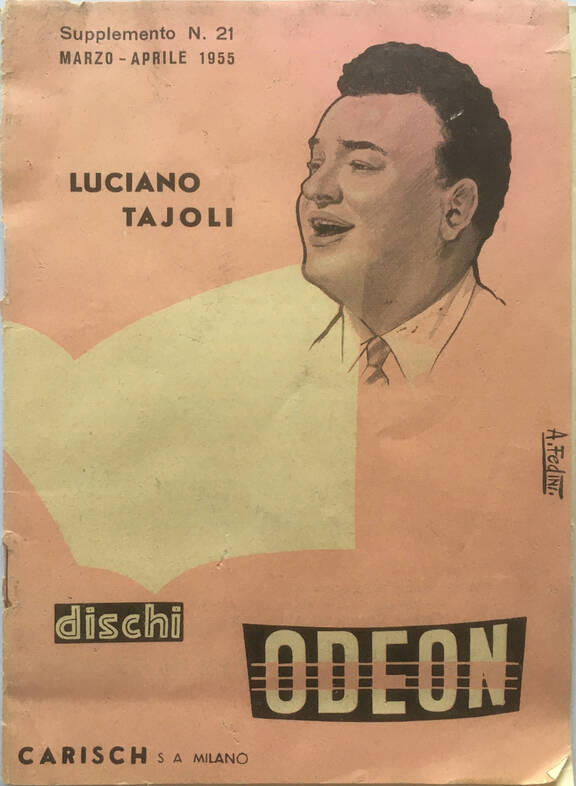 Supplemento N. 21
MARZO - APRILE 1955
LUCIANO
TAJOLI
A. Fedini.
dischi
ODEON
CARISCH S A MILANO